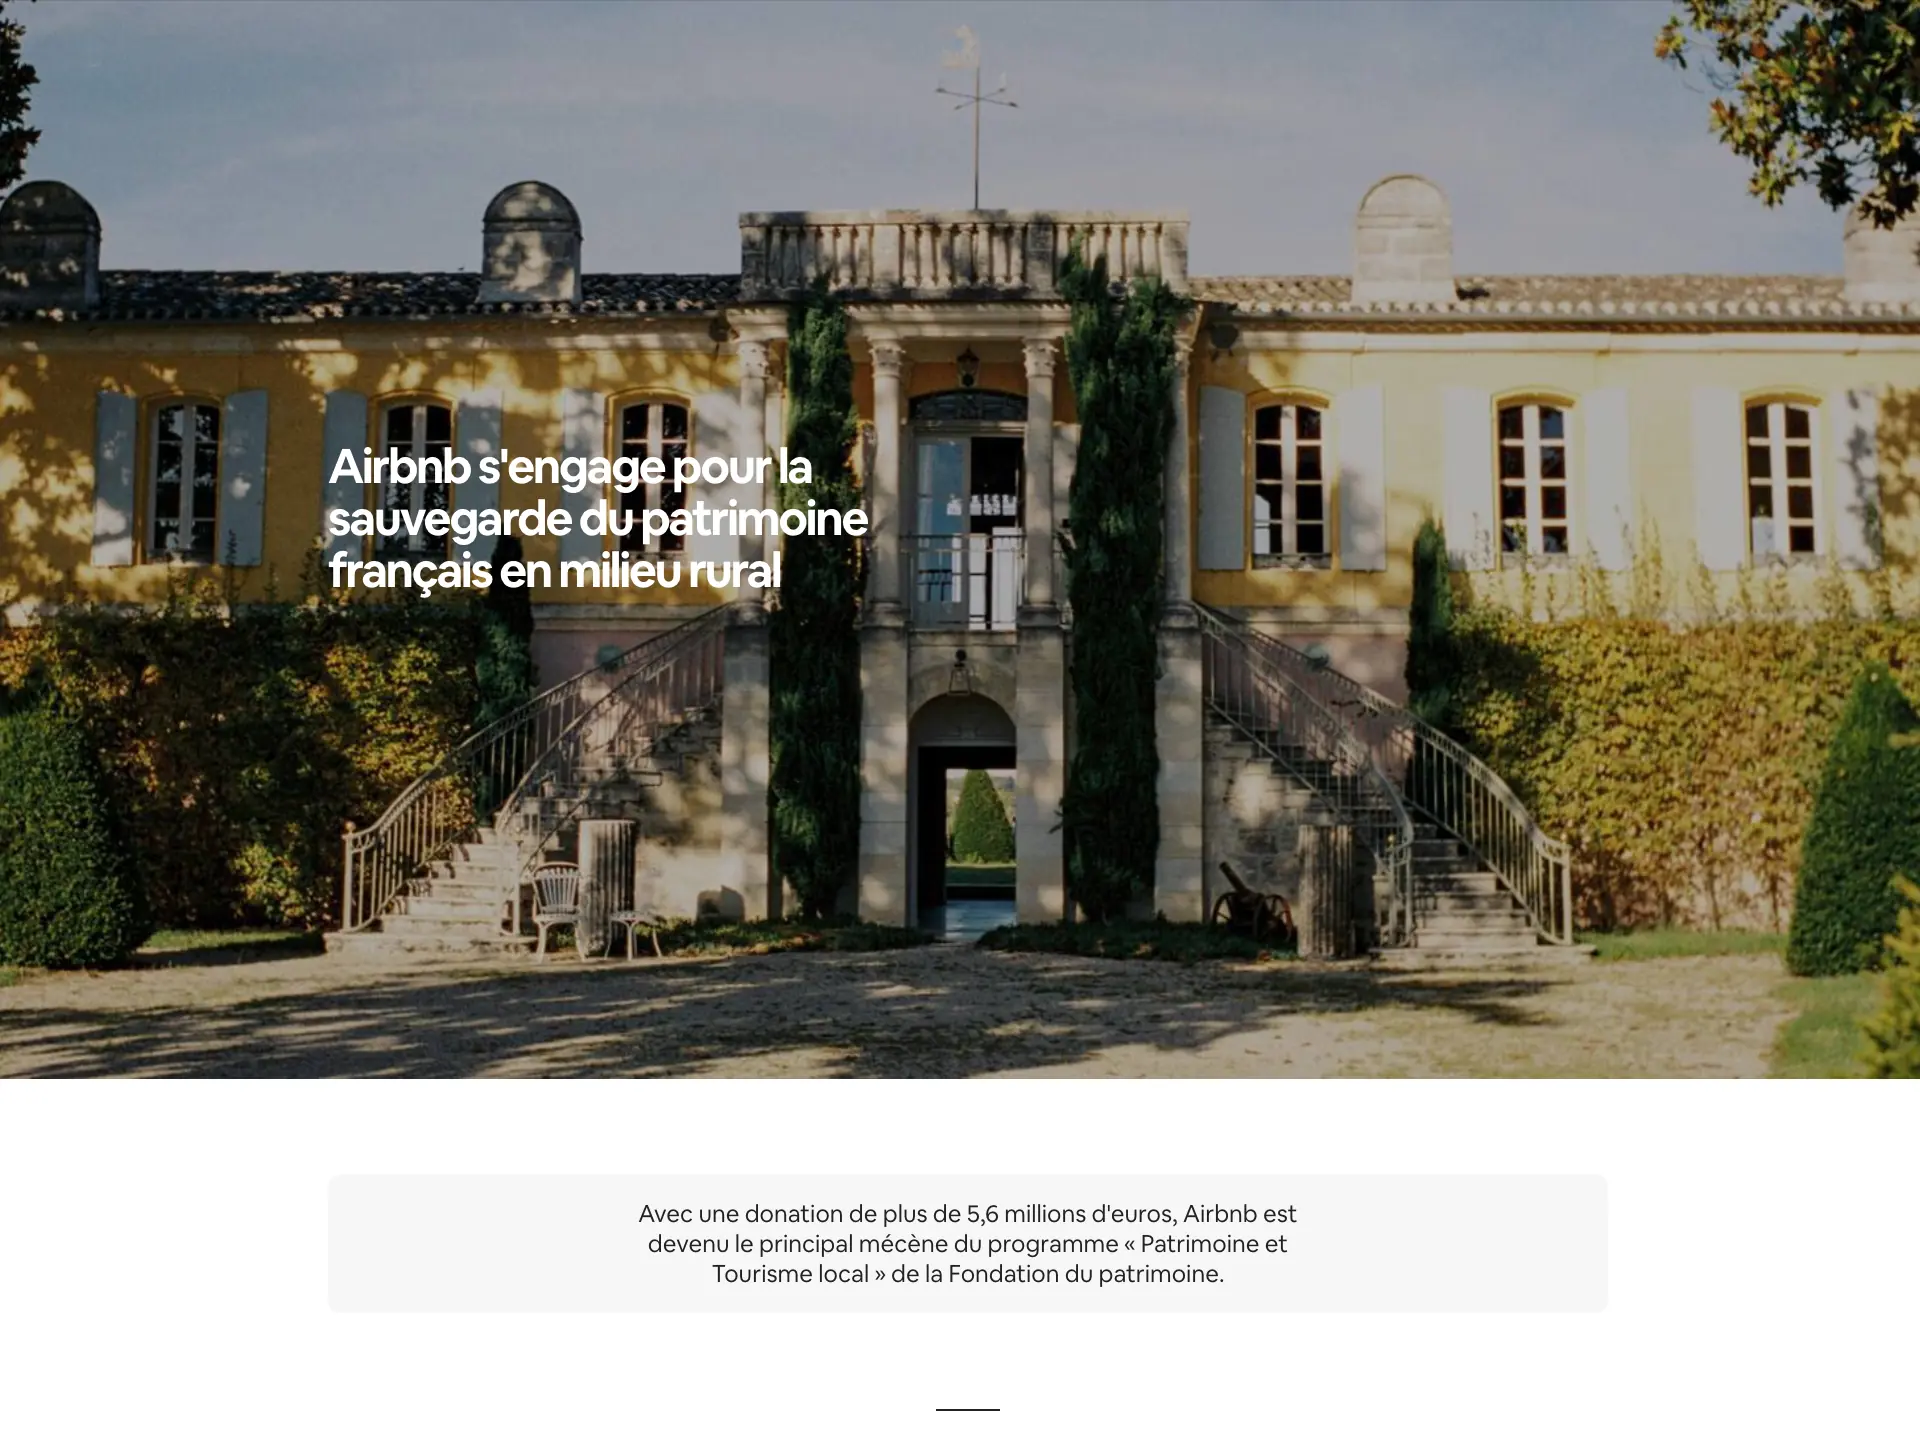 Airbnb s'engage pour la
sauvegarde du patrimoine
français en milieu rural
Avec une donation de plus de 5,6 millions d'euros, Airbnb est
devenu le principal mécène du programme « Patrimoine et
Tourisme local » de la Fondation du patrimoine.